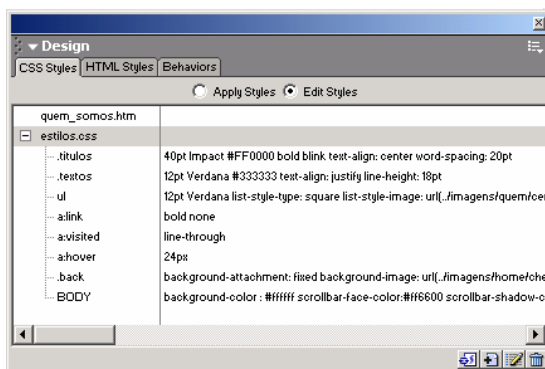 Design
CSS Styles HTML Styles Behaviors
Apply Styles Edit Styles
quem_somos.htm
estilos.css
.titulos 40pt Impact #FF0000 bold blink text-align: center word-spacing: 20pt
.textos 12pt Verdana #333333 text-align: justify line-height: 18pt
ul 12pt Verdana list-style-type: square list-style-image: url(../imagens/quem/cer
a:link bold none
a:visited line-through
a:hover 24px
.back background-attachment: fixed background-image: url(../imagens/home/che
BODY background-color : #ffffff scrollbar-face-color:#ff6600 scrollbar-shadow-c